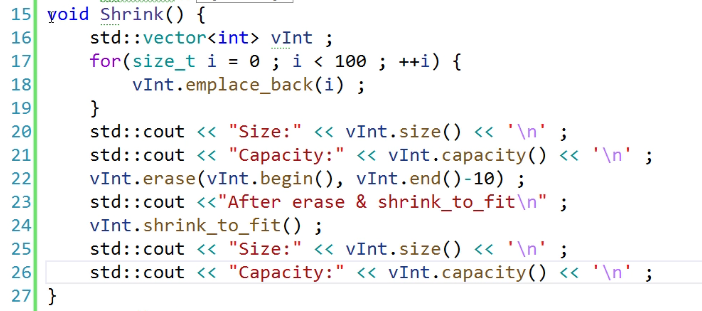 15 void Shrink() {
16     std::vector<int> vInt ;
17     for(size_t i = 0 ; i < 100 ; ++i) {
18         vInt.emplace_back(i) ;
19     }
20     std::cout << "Size:" << vInt.size() << '\n' ;
21     std::cout << "Capacity:" << vInt.capacity() << '\n' ;
22     vInt.erase(vInt.begin(), vInt.end()-10) ;
23     std::cout <<"After erase & shrink_to_fit\n" ;
24     vInt.shrink_to_fit() ;
25     std::cout << "Size:" << vInt.size() << '\n' ;
26     std::cout << "Capacity:" << vInt.capacity() << '\n' ;
27 }